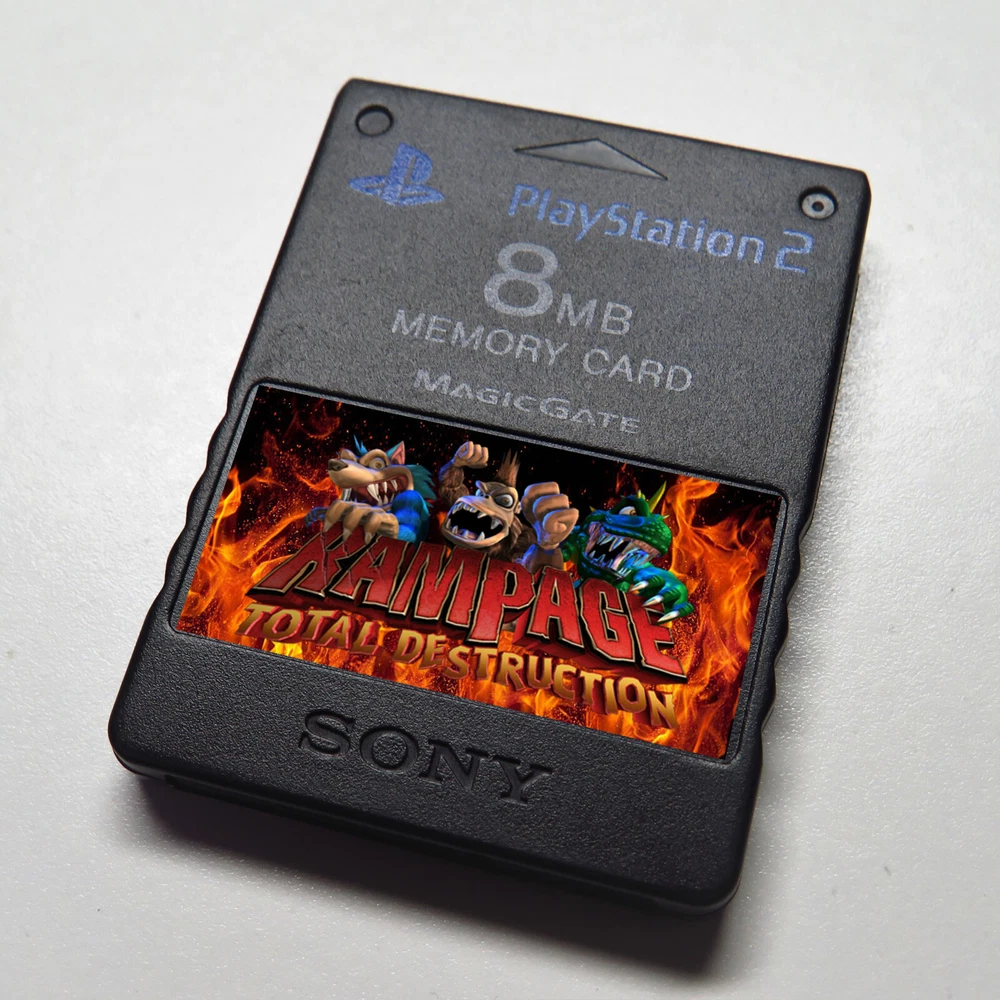 PlayStation 2
8MB
MEMORY CARD
MAGICGATE
RAMPAGE
TOTAL DESTRUCTION
SONY